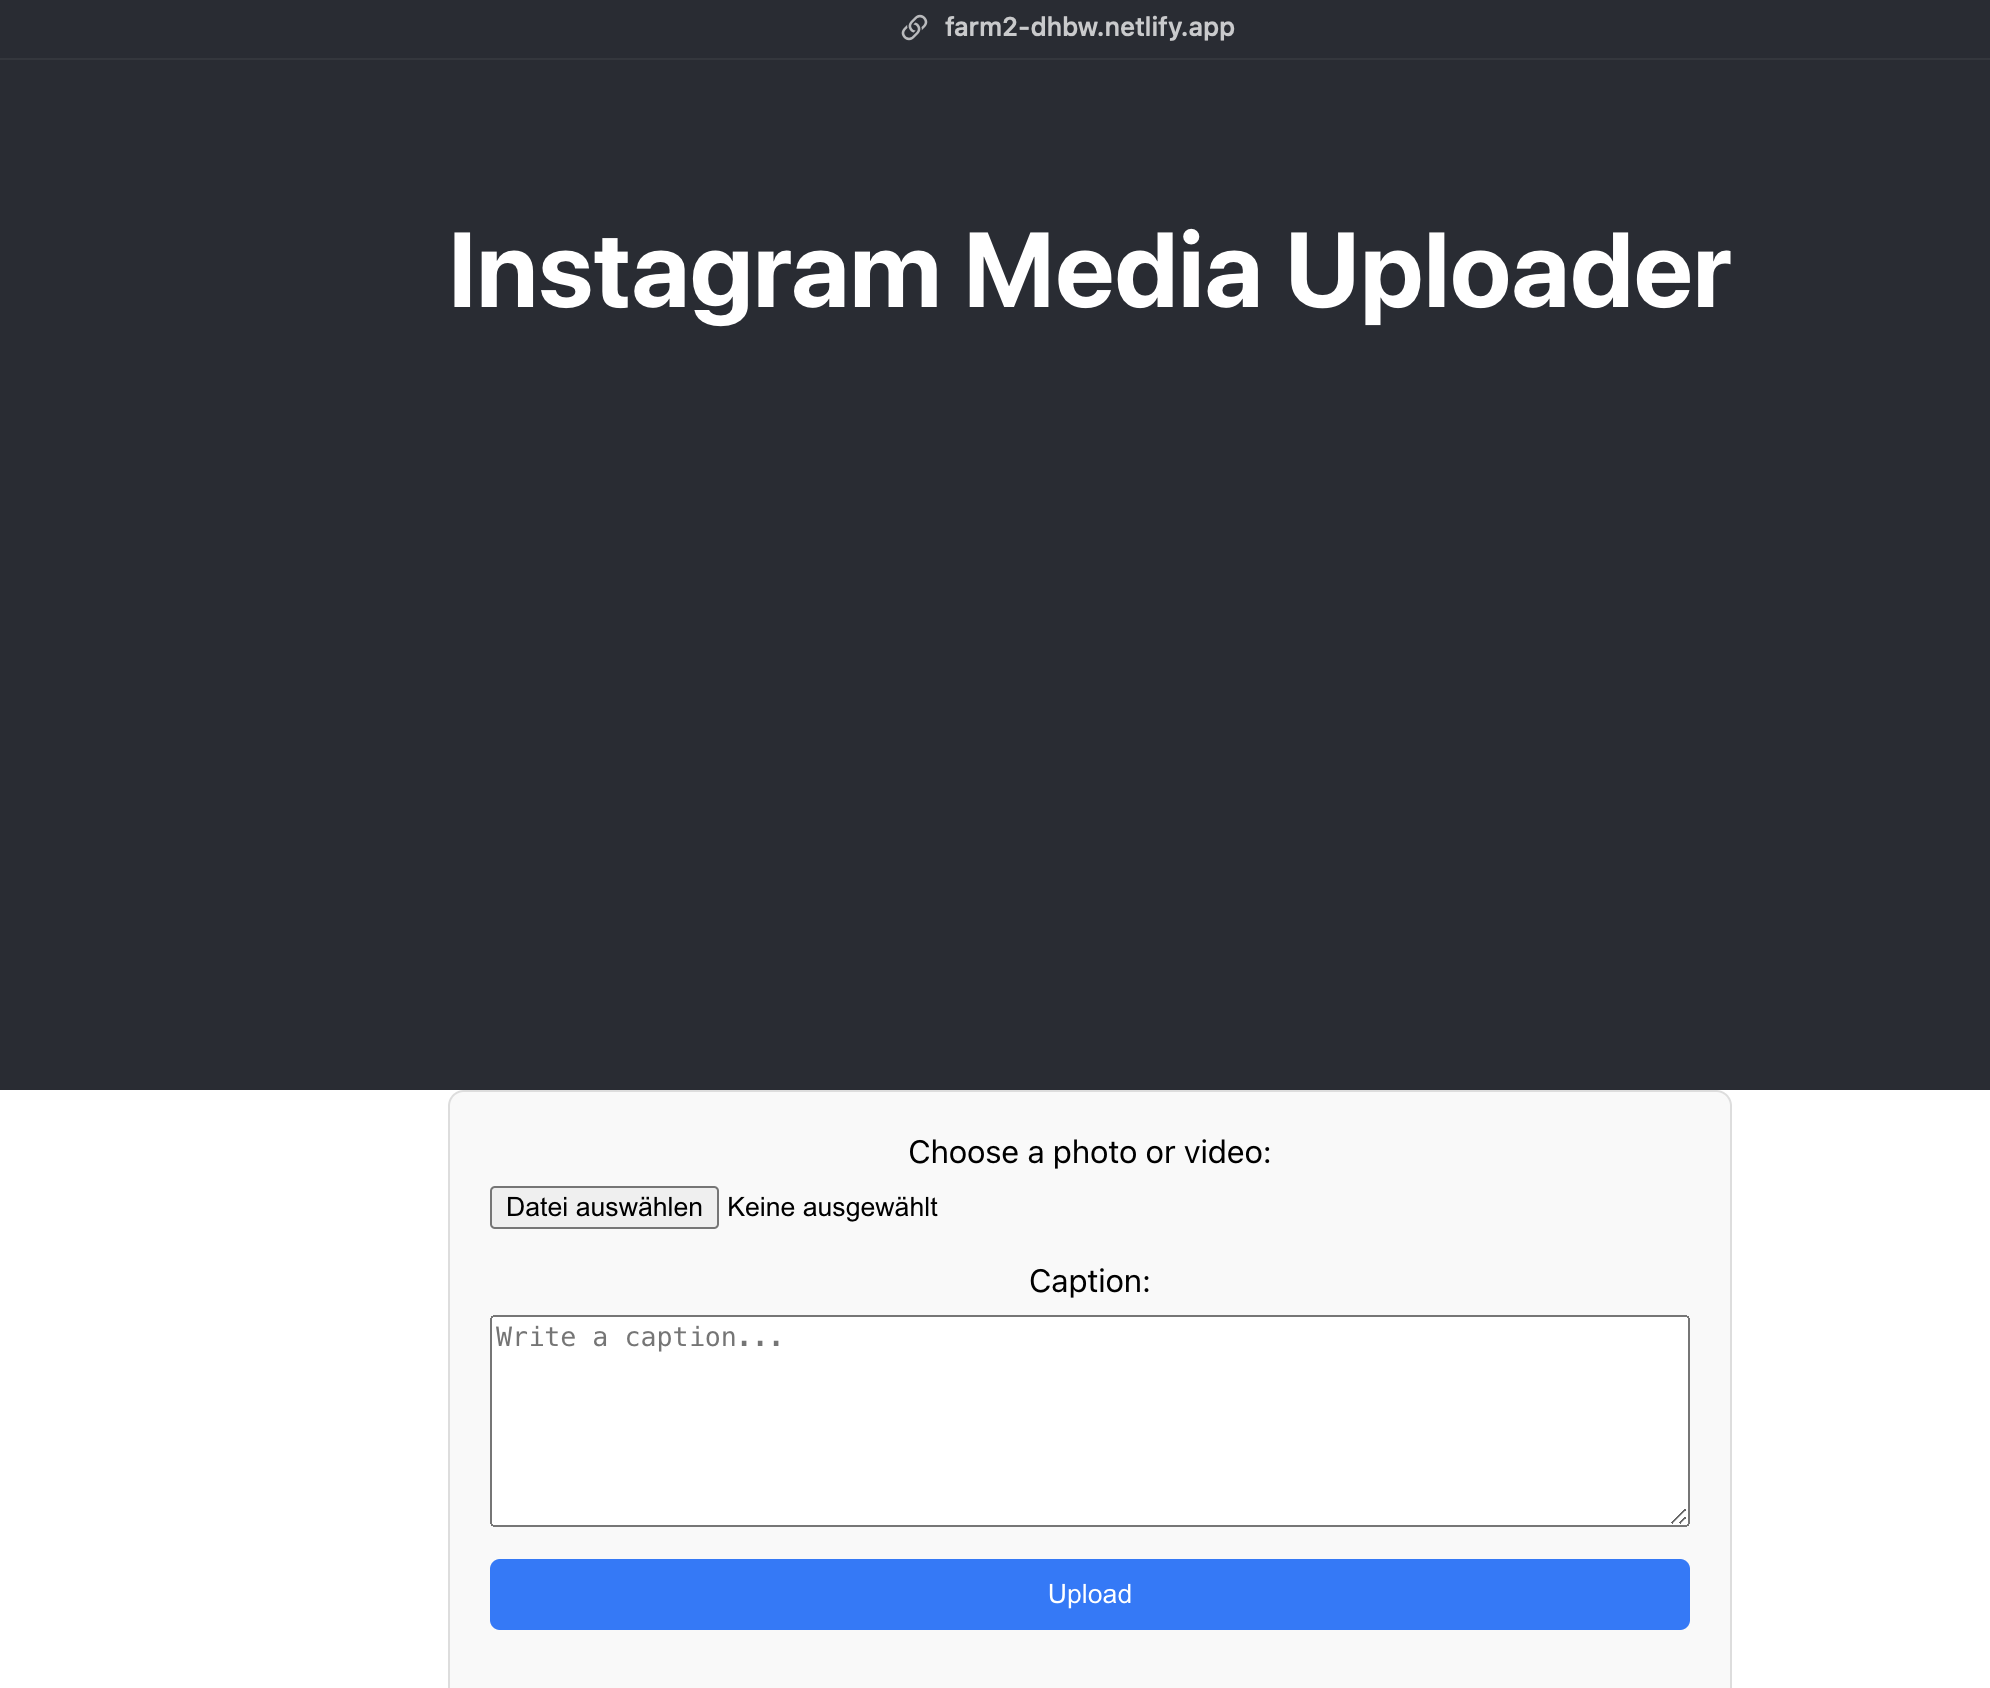 farm2-dhbw.netlify.app
Instagram Media Uploader
Choose a photo or video:
Datei auswählen Keine ausgewählt
Caption:
Write a caption...
Upload